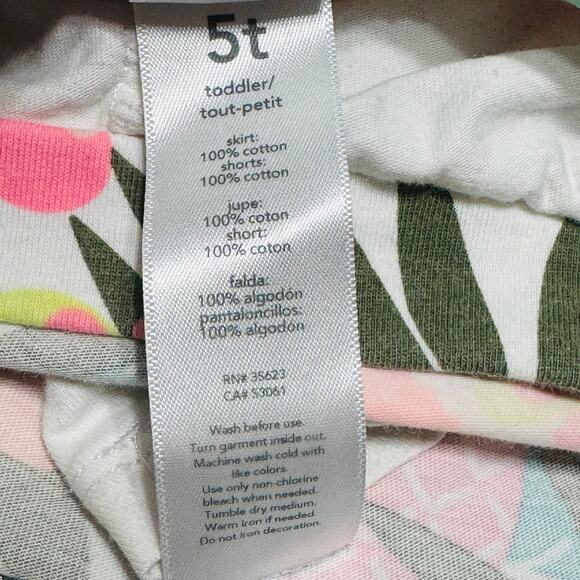 5t
toddler/
tout-petit
skirt:
100% cotton
shorts:
100% cotton
jupe:
100% coton
short:
100% coton
falda:
100% algodón
pantaloncillos:
100% algodón
RN# 35623
CA# 53061
Wash before use.
Turn garment inside out.
Machine wash cold with
like colors.
Use only non-chlorine
bleach when needed.
Tumble dry medium.
Warm iron if needed.
Do not Iron decoration.